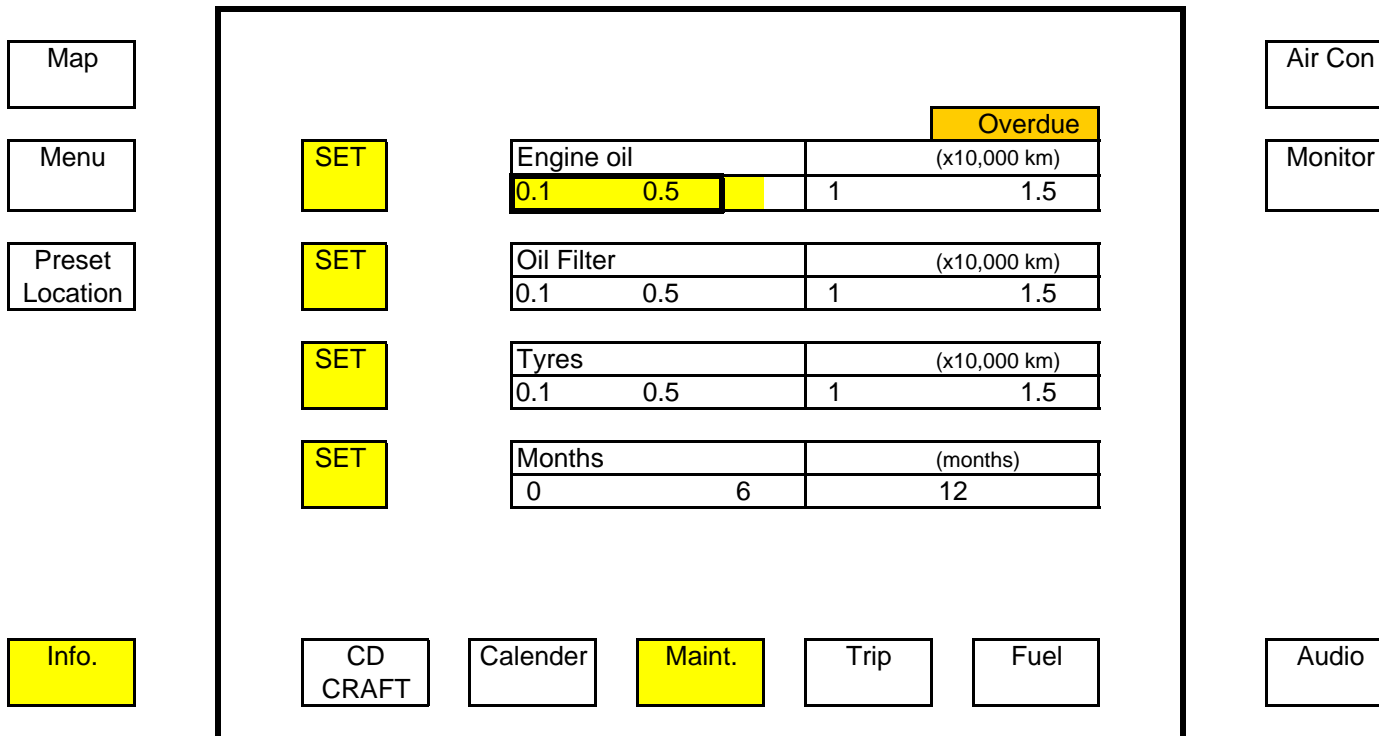 Map
Air Con
Overdue
Menu
SET
Engine oil (x10,000 km)
Monitor
0.1 0.5 1 1.5
Preset
Location
SET
Oil Filter (x10,000 km)
0.1 0.5 1 1.5
SET
Tyres (x10,000 km)
0.1 0.5 1 1.5
SET
Months (months)
0 6 12
Info.
CD
CRAFT
Calender
Maint.
Trip
Fuel
Audio